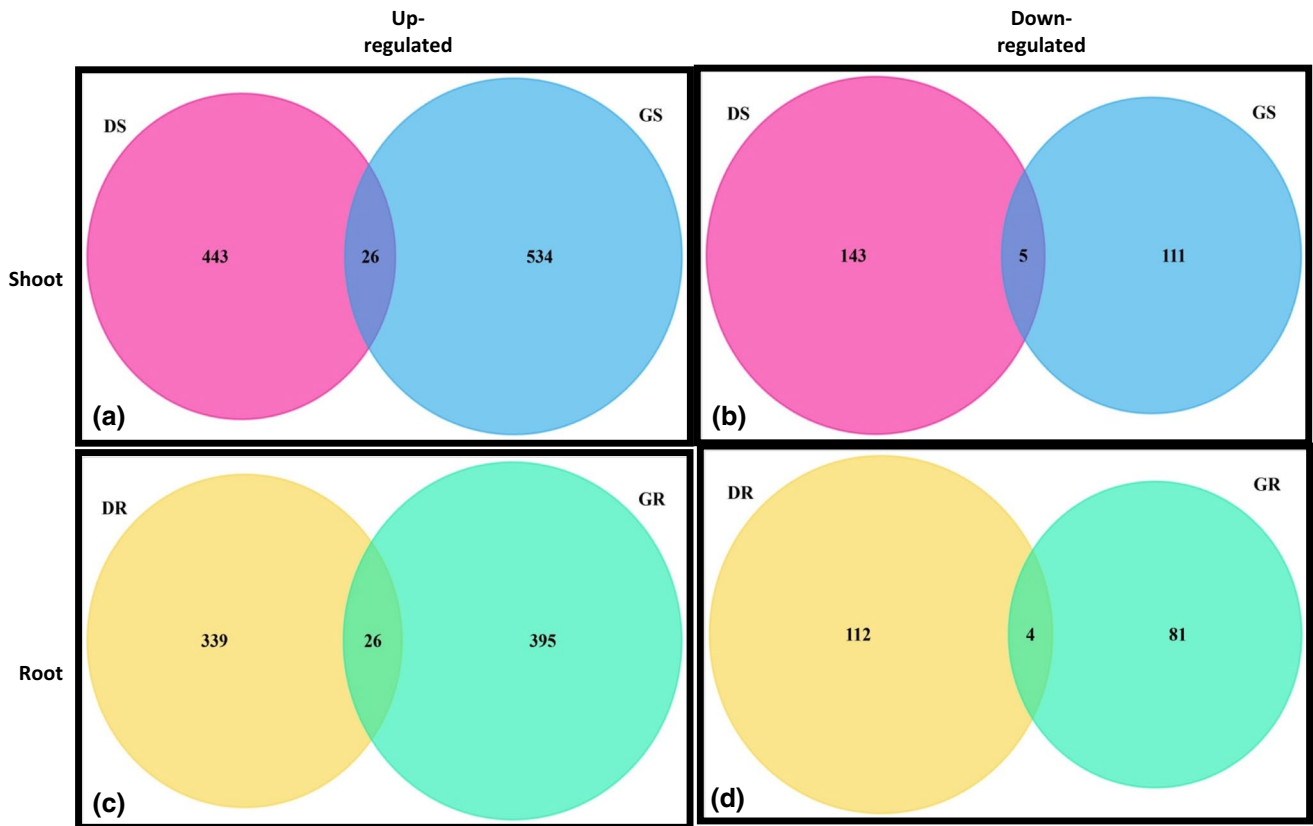 Up-
regulated
Down-
regulated
Shoot
DS
GS
443
26
534
(a)
DS
GS
143
5
111
(b)
Root
DR
GR
339
26
395
(c)
DR
GR
112
4
81
(d)